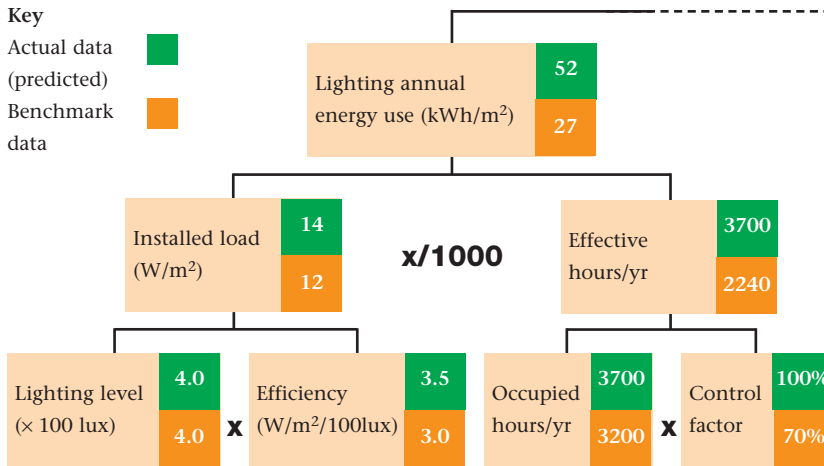 Key
Actual data
(predicted)
Benchmark
data
Lighting annual
energy use (kWh/m²)
52
27
Installed load
(W/m²)
14
12
x/1000
Effective
hours/yr
3700
2240
Lighting level
(× 100 lux)
4.0
4.0
x
Efficiency
(W/m²/100lux)
3.5
3.0
Occupied
hours/yr
3700
3200
x
Control
factor
100%
70%